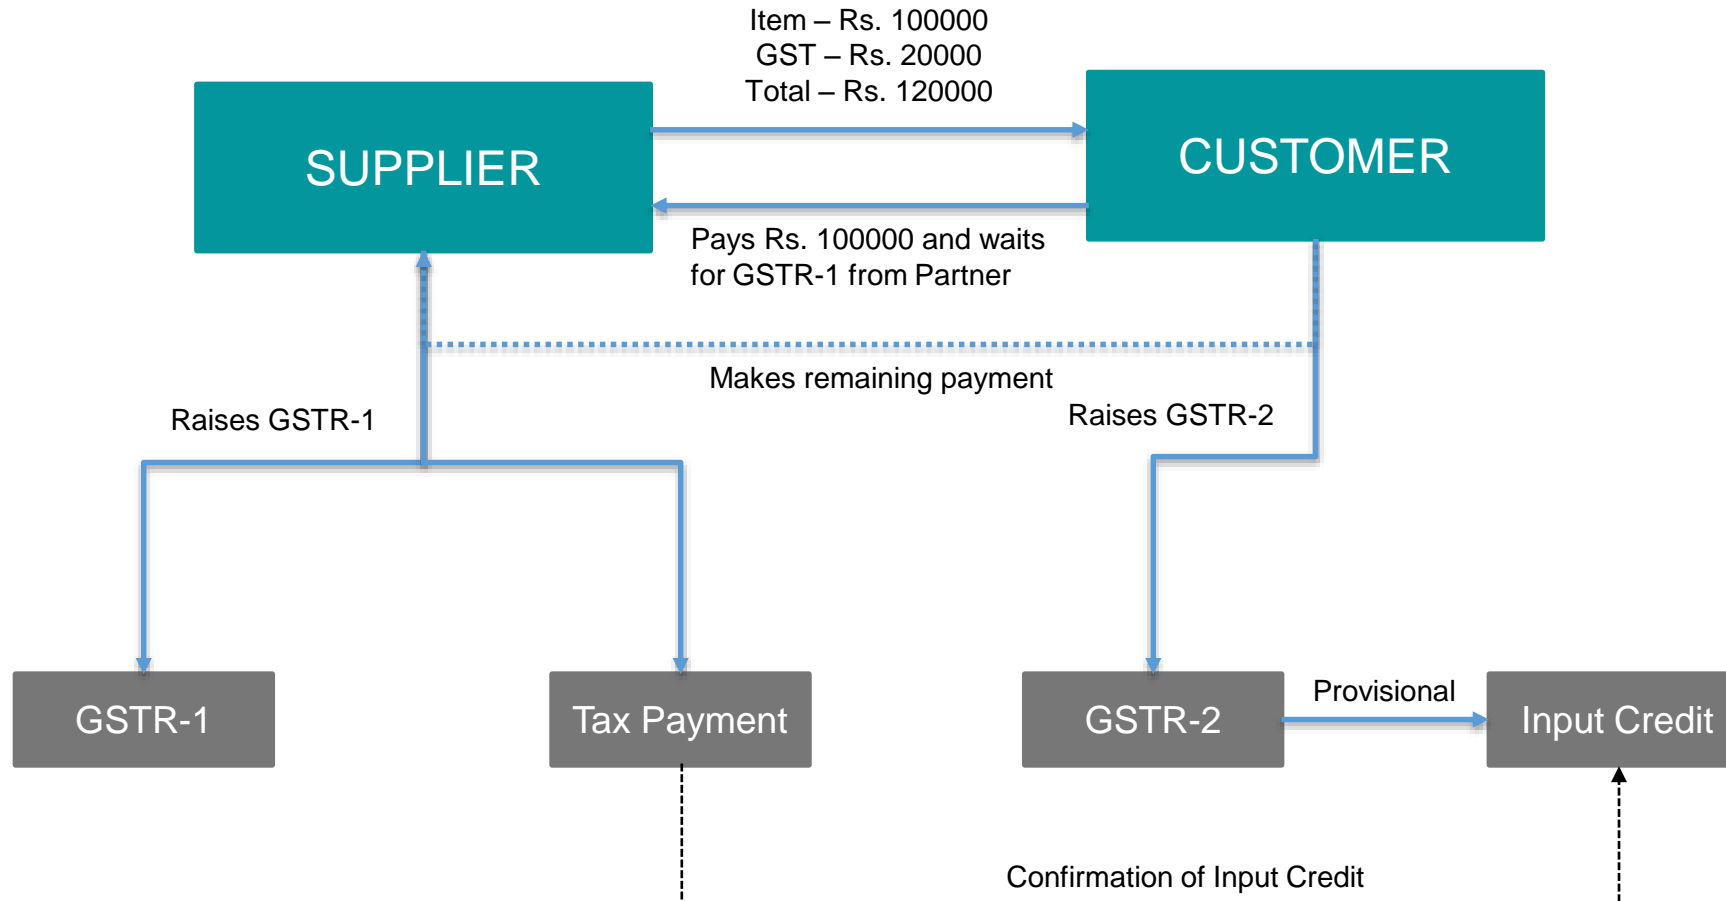 Item – Rs. 100000
GST – Rs. 20000
Total – Rs. 120000
SUPPLIER
CUSTOMER
Pays Rs. 100000 and waits
for GSTR-1 from Partner
Makes remaining payment
Raises GSTR-1
Raises GSTR-2
GSTR-1
Tax Payment
GSTR-2
Provisional
Input Credit
Confirmation of Input Credit